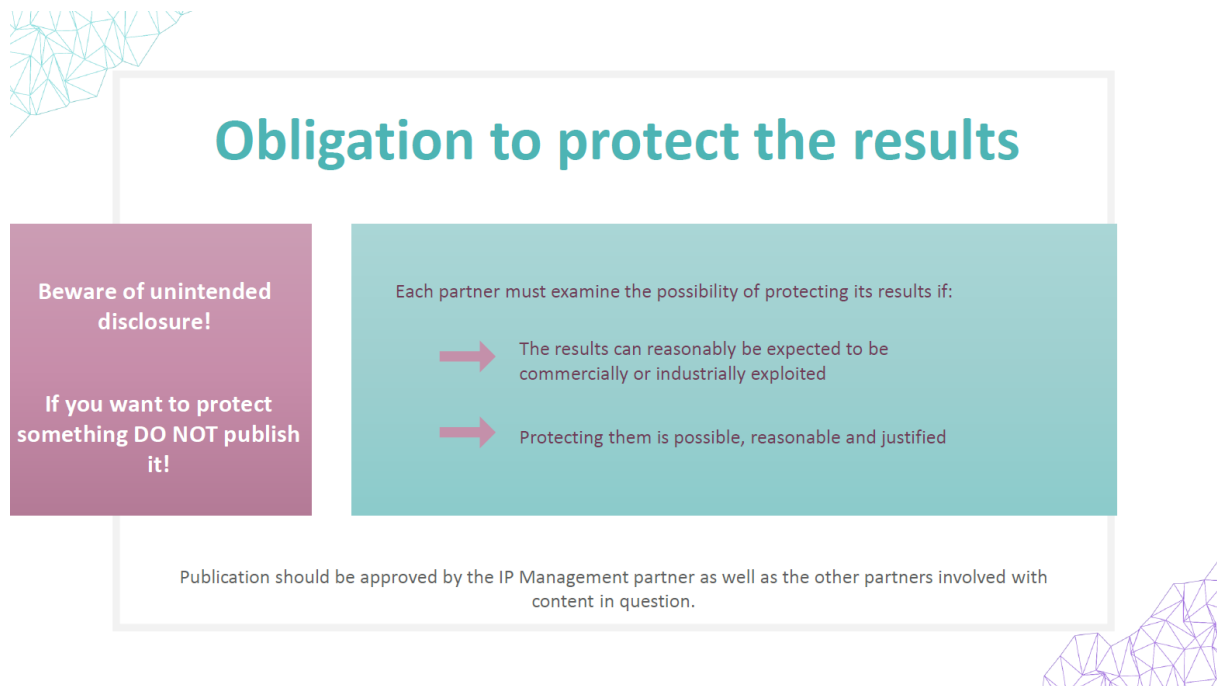 Obligation to protect the results
Beware of unintended
disclosure!
If you want to protect
something DO NOT publish
it!
Each partner must examine the possibility of protecting its results if:
The results can reasonably be expected to be
commercially or industrially exploited
Protecting them is possible, reasonable and justified
Publication should be approved by the IP Management partner as well as the other partners involved with
content in question.